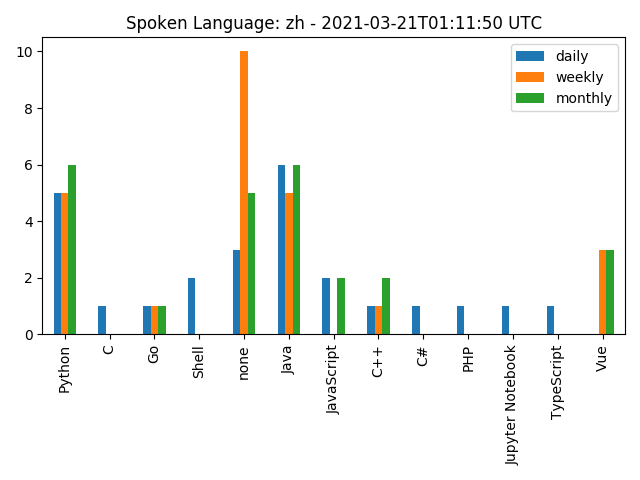 Spoken Language: zh - 2021-03-21T01:11:50 UTC
daily
weekly
monthly
10
8
6
4
2
0
Python
C
Go
Shell
none
Java
JavaScript
C++
C#
PHP
Jupyter Notebook
TypeScript
Vue